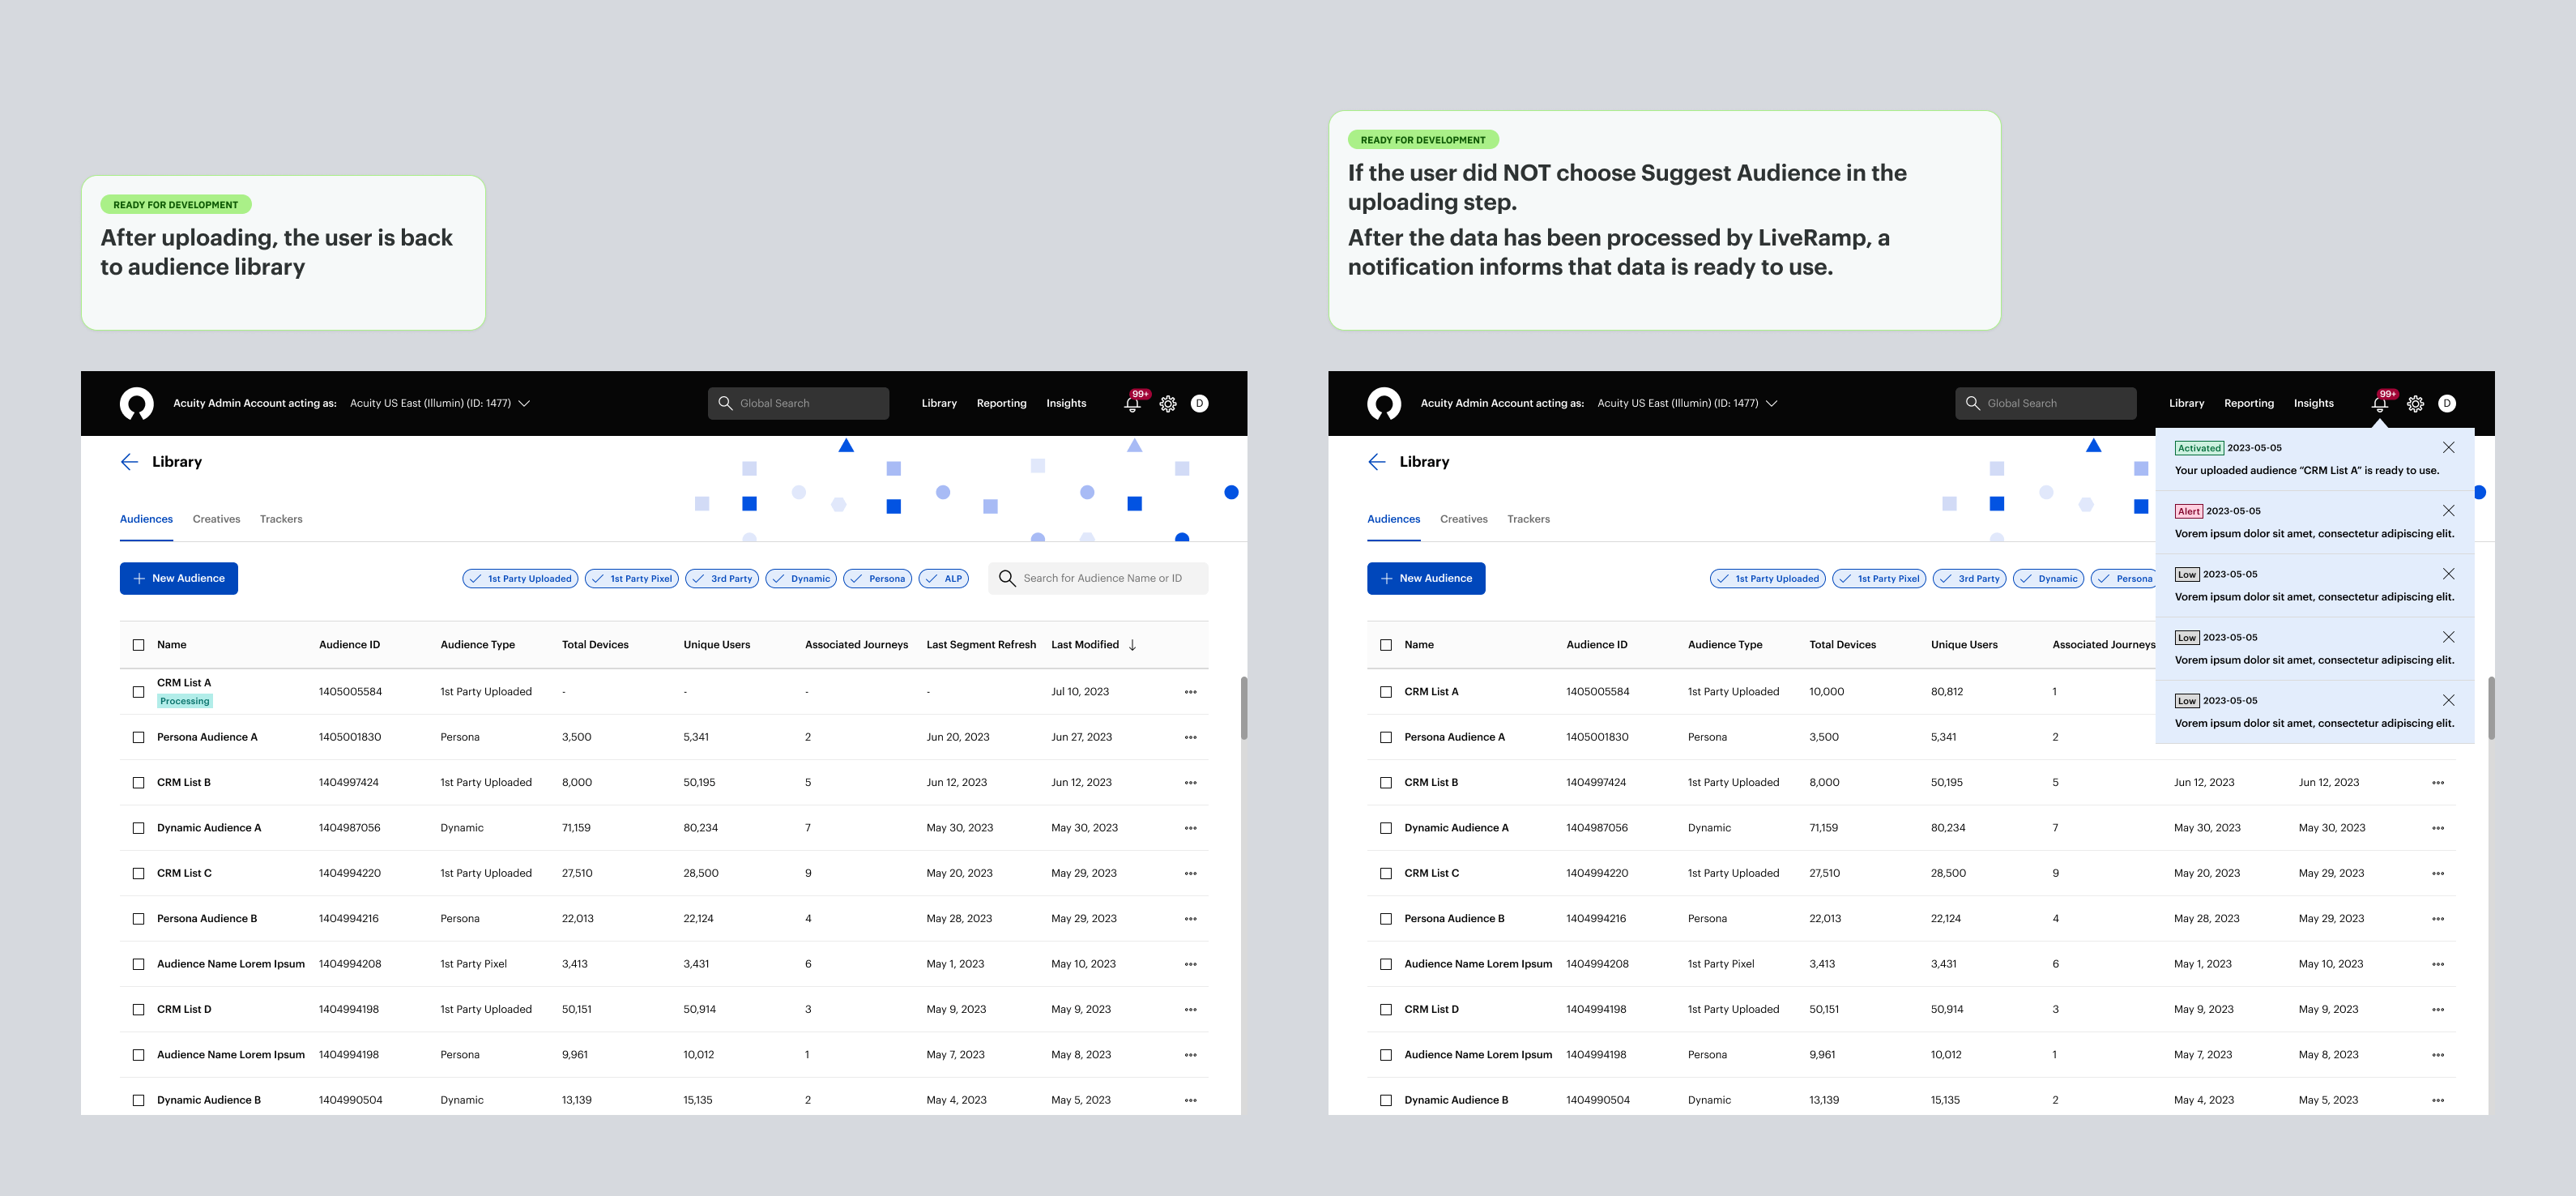 READY FOR DEVELOPMENT
After uploading, the user is back
to audience library
READY FOR DEVELOPMENT
If the user did NOT choose Suggest Audience in the
uploading step.
After the data has been processed by LiveRamp, a
notification informs that data is ready to use.
Acuity Admin Account acting as: Acuity US East (Illumin) (ID: 1477) Global Search Library Reporting Insights 99+ D
Library
Audiences Creatives Trackers
New Audience 1st Party Uploaded 1st Party Pixel 3rd Party Dynamic Persona ALP Search for Audience Name or ID
Name Audience ID Audience Type Total Devices Unique Users Associated Journeys Last Segment Refresh Last Modified
CRM List A 1405005584 1st Party Uploaded - - - - Jul 10, 2023
Processing
Persona Audience A 1405001830 Persona 3,500 5,341 2 Jun 20, 2023 Jun 27, 2023
CRM List B 1404997424 1st Party Uploaded 8,000 50,195 5 Jun 12, 2023 Jun 12, 2023
Dynamic Audience A 1404987056 Dynamic 71,159 80,234 7 May 30, 2023 May 30, 2023
CRM List C 1404994220 1st Party Uploaded 27,510 28,500 9 May 20, 2023 May 29, 2023
Persona Audience B 1404994216 Persona 22,013 22,124 4 May 28, 2023 May 29, 2023
Audience Name Lorem Ipsum 1404994208 1st Party Pixel 3,413 3,431 6 May 1, 2023 May 10, 2023
CRM List D 1404994198 1st Party Uploaded 50,151 50,914 3 May 9, 2023 May 9, 2023
Audience Name Lorem Ipsum 1404994198 Persona 9,961 10,012 1 May 7, 2023 May 8, 2023
Dynamic Audience B 1404990504 Dynamic 13,139 15,135 2 May 4, 2023 May 5, 2023
Acuity Admin Account acting as: Acuity US East (Illumin) (ID: 1477) Global Search Library Reporting Insights 99+ D
Library
Audiences Creatives Trackers
New Audience 1st Party Uploaded 1st Party Pixel 3rd Party Dynamic Persona
Name Audience ID Audience Type Total Devices Unique Users Associated Journeys
CRM List A 1405005584 1st Party Uploaded 10,000 80,812 1
Persona Audience A 1405001830 Persona 3,500 5,341 2
CRM List B 1404997424 1st Party Uploaded 8,000 50,195 5 Jun 12, 2023 Jun 12, 2023
Dynamic Audience A 1404987056 Dynamic 71,159 80,234 7 May 30, 2023 May 30, 2023
CRM List C 1404994220 1st Party Uploaded 27,510 28,500 9 May 20, 2023 May 29, 2023
Persona Audience B 1404994216 Persona 22,013 22,124 4 May 28, 2023 May 29, 2023
Audience Name Lorem Ipsum 1404994208 1st Party Pixel 3,413 3,431 6 May 1, 2023 May 10, 2023
CRM List D 1404994198 1st Party Uploaded 50,151 50,914 3 May 9, 2023 May 9, 2023
Audience Name Lorem Ipsum 1404994198 Persona 9,961 10,012 1 May 7, 2023 May 8, 2023
Dynamic Audience B 1404990504 Dynamic 13,139 15,135 2 May 4, 2023 May 5, 2023
Activated 2023-05-05
Your uploaded audience “CRM List A” is ready to use.
Alert 2023-05-05
Vorem ipsum dolor sit amet, consectetur adipiscing elit.
Low 2023-05-05
Vorem ipsum dolor sit amet, consectetur adipiscing elit.
Low 2023-05-05
Vorem ipsum dolor sit amet, consectetur adipiscing elit.
Low 2023-05-05
Vorem ipsum dolor sit amet, consectetur adipiscing elit.